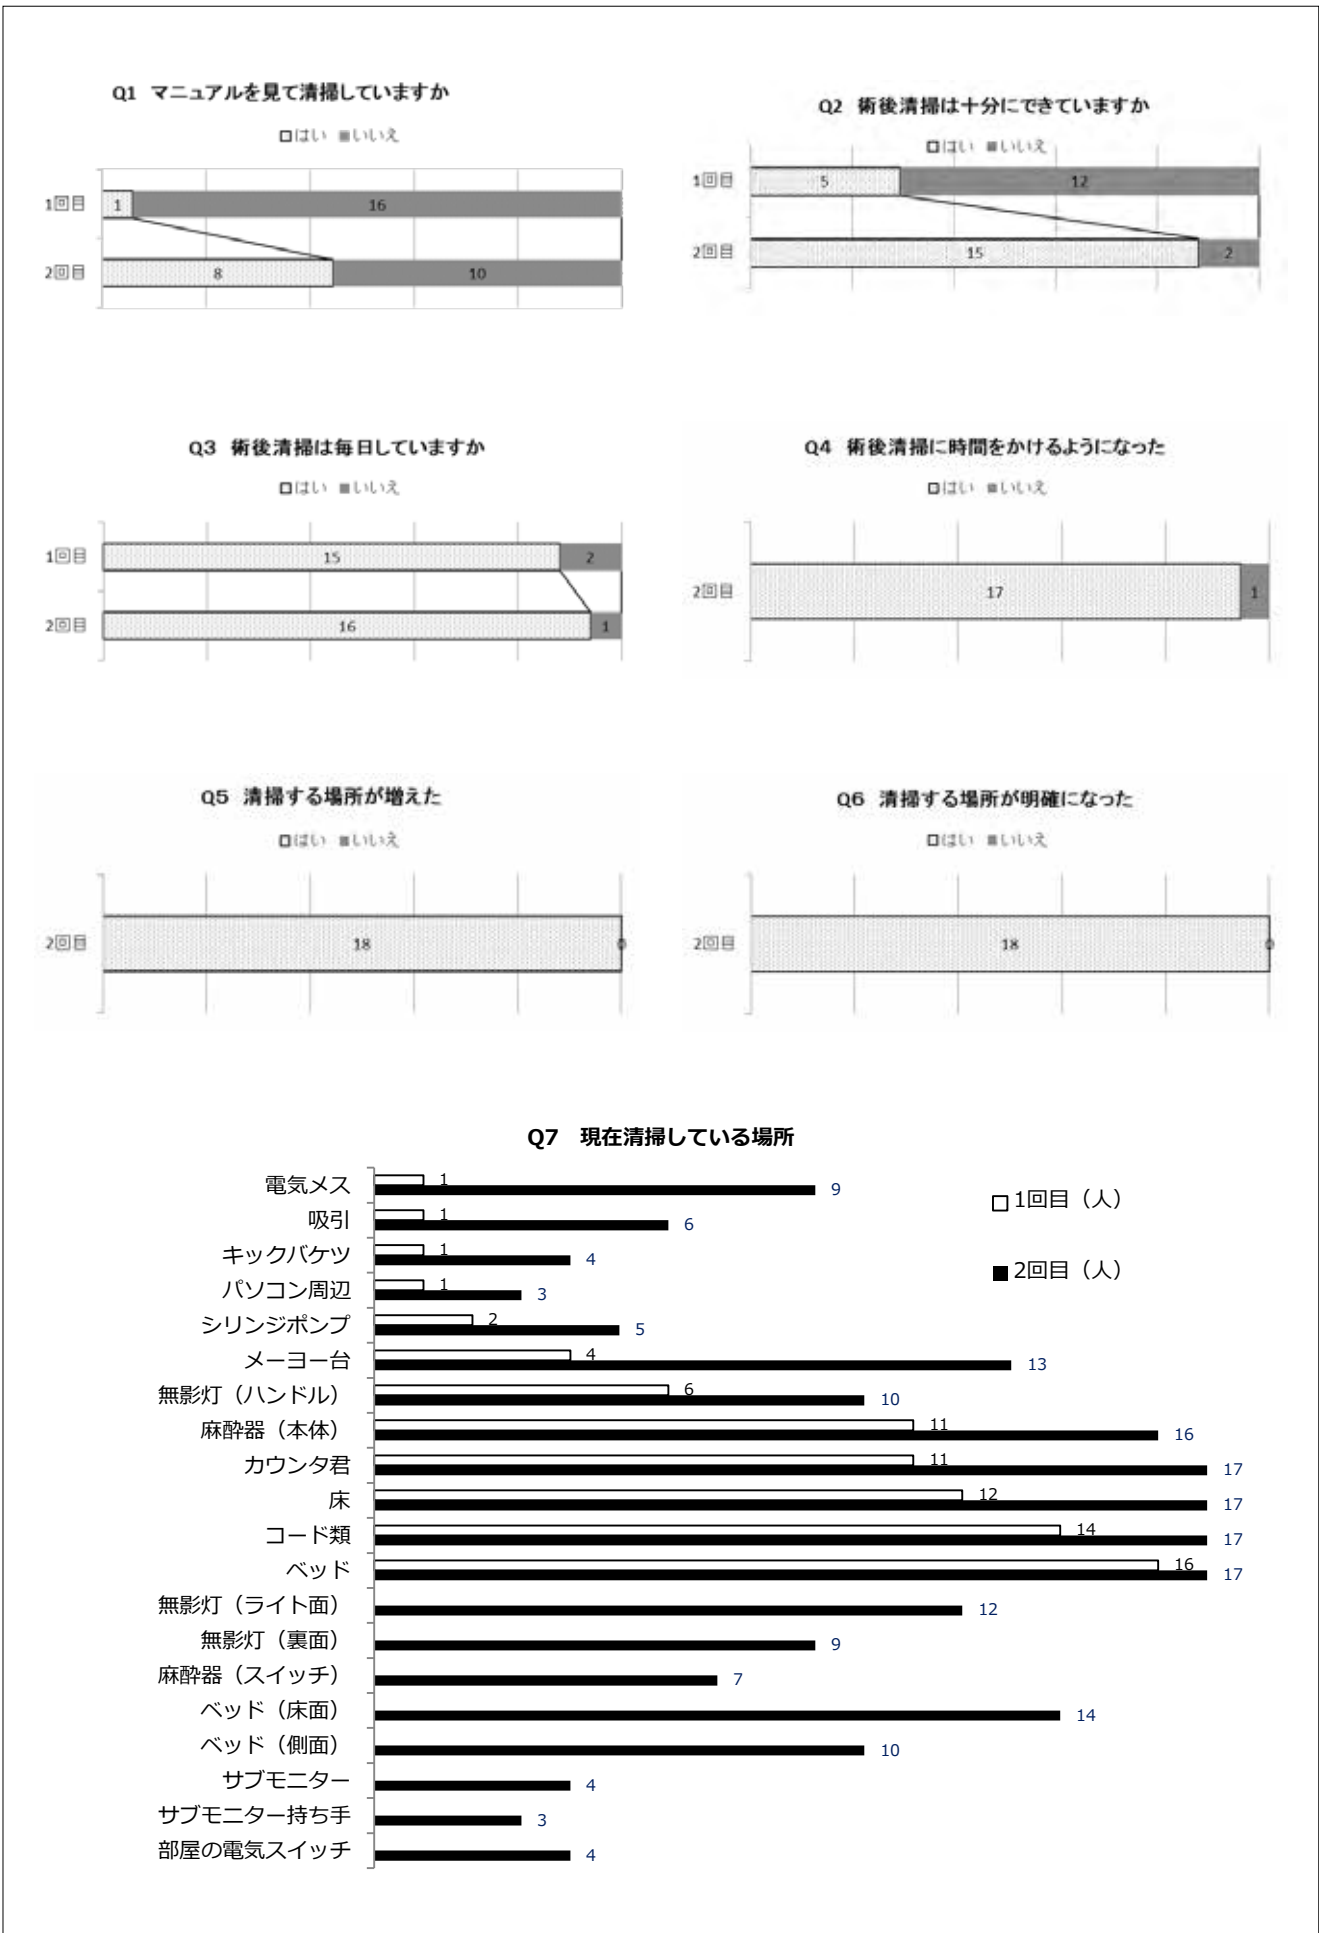 Q1 マニュアルを見て清掃していますか
□はい ■いいえ
1回目 1 16
2回目 8 10
Q2 術後清掃は十分にできていますか
□はい ■いいえ
1回目 5 12
2回目 15 2
Q3 術後清掃は毎日していますか
□はい ■いいえ
1回目 15 2
2回目 16 1
Q4 術後清掃に時間をかけるようになった
□はい ■いいえ
2回目 17 1
Q5 清掃する場所が増えた
□はい ■いいえ
2回目 18 0
Q6 清掃する場所が明確になった
□はい ■いいえ
2回目 18 0
Q7 現在清掃している場所
□1回目（人）
■2回目（人）
電気メス 1 9
吸引 1 6
キックバケツ 1 4
パソコン周辺 1 3
シリンジポンプ 2 5
メーヨー台 4 13
無影灯（ハンドル） 6 10
麻酔器（本体） 11 16
カウンタ君 11 17
床 12 17
コード類 14 17
ベッド 16 17
無影灯（ライト面） 12
無影灯（裏面） 9
麻酔器（スイッチ） 7
ベッド（床面） 14
ベッド（側面） 10
サブモニター 4
サブモニター持ち手 3
部屋の電気スイッチ 4